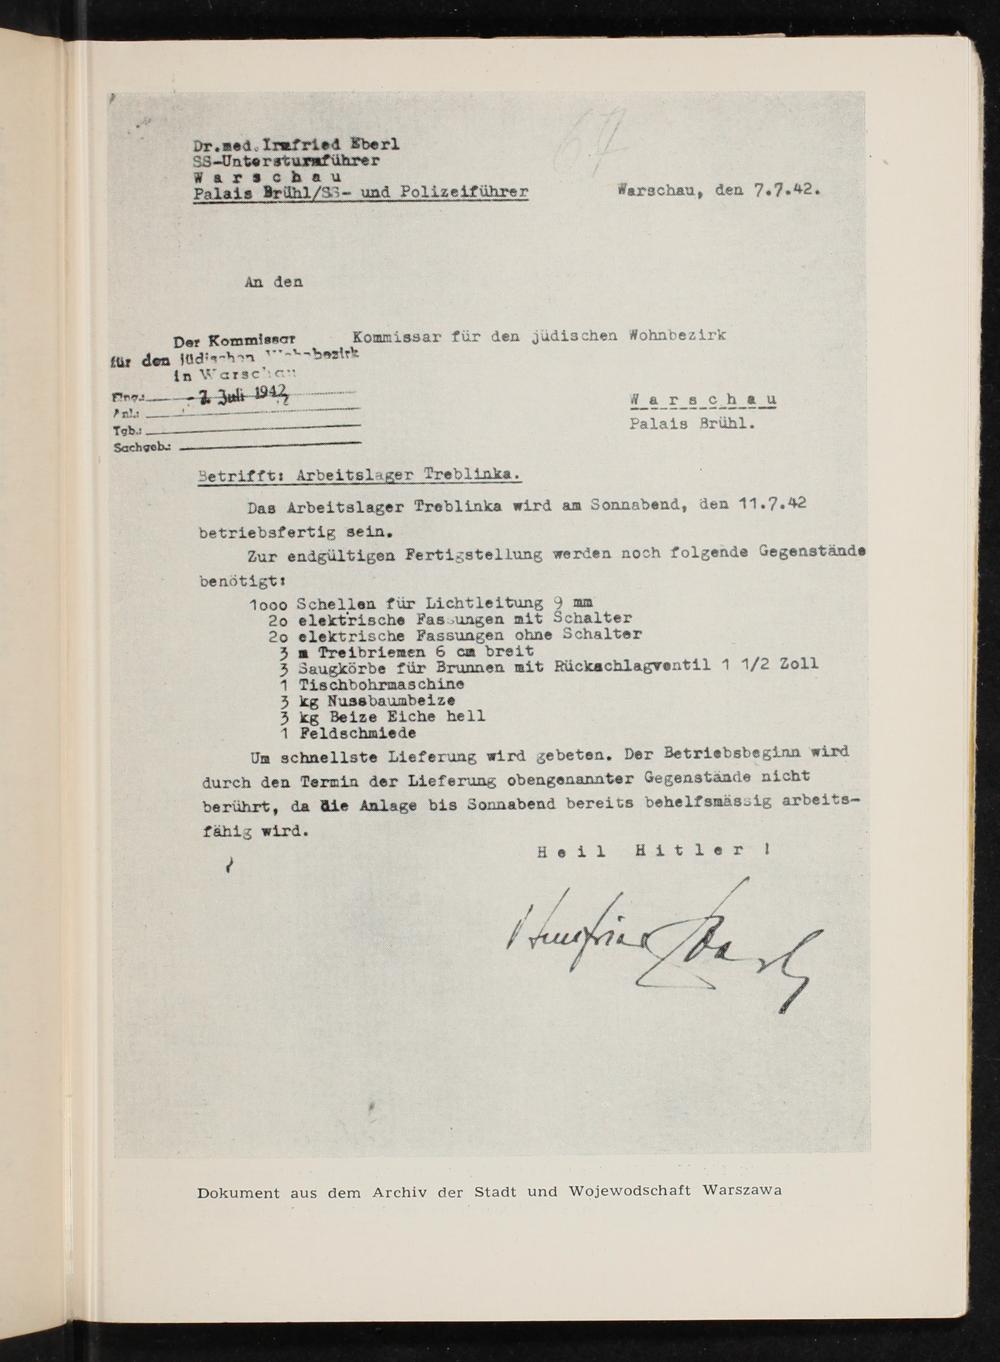 67
Dr.med.Irmfried Eberl
SS-Untersturmführer
W a r s c h a u
Palais Brühl/SS- und Polizeiführer
Warschau, den 7.7.42.
An den
Kommissar für den jüdischen Wohnbezirk
Der Kommissar
für den jüdischen Wohnbezirk
in Warschau
Eing.: - 7. Juli 1942
Anl.:
Tgb.:
Sachgeb.:
W a r s c h a u
Palais Brühl.
Betrifft: Arbeitslager Treblinka.
Das Arbeitslager Treblinka wird am Sonnabend, den 11.7.42
betriebsfertig sein.
Zur endgültigen Fertigstellung werden noch folgende Gegenstände
benötigt:
1ooo Schellen für Lichtleitung 9 mm
2o elektrische Fassungen mit Schalter
2o elektrische Fassungen ohne Schalter
3 m Treibriemen 6 cm breit
3 Saugkörbe für Brunnen mit Rückschlagventil 1 1/2 Zoll
1 Tischbohrmaschine
3 kg Nussbaumbeize
3 kg Beize Eiche hell
1 Feldschmiede
Um schnellste Lieferung wird gebeten. Der Betriebsbeginn wird
durch den Termin der Lieferung obengenannter Gegenstände nicht
berührt, da die Anlage bis Sonnabend bereits behelfsmässig arbeits-
fähig wird.
H e i l  H i t l e r !
Irmfried Eberl
Dokument aus dem Archiv der Stadt und Wojewodschaft Warszawa